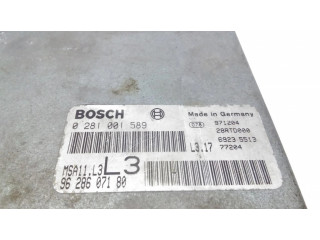 BOSCH
Made in Germany
0 281 001 589
971204
28RTD000
6923 5513
L3.17 77204
MSA11.L3 L3
96 286 071 80